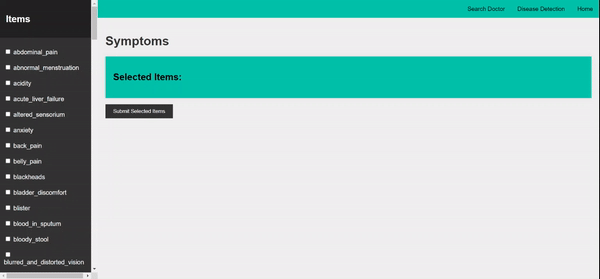 Search Doctor Disease Detection Home
Items
Symptoms
Selected Items:
Submit Selected Items
abdominal_pain
abnormal_menstruation
acidity
acute_liver_failure
altered_sensorium
anxiety
back_pain
belly_pain
blackheads
bladder_discomfort
blister
blood_in_sputum
bloody_stool
blurred_and_distorted_vision